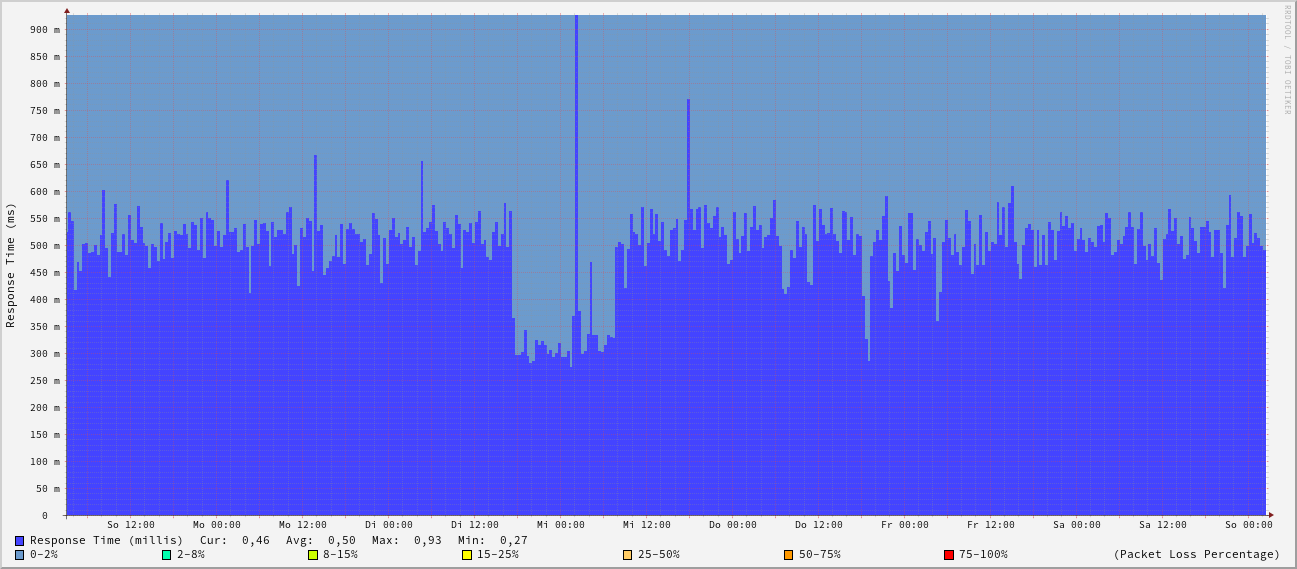 RRDTOOL / TOBI OETIKER
Response Time (ms)
900 m
850 m
800 m
750 m
700 m
650 m
600 m
550 m
500 m
450 m
400 m
350 m
300 m
250 m
200 m
150 m
100 m
50 m
0
So 12:00 Mo 00:00 Mo 12:00 Di 00:00 Di 12:00 Mi 00:00 Mi 12:00 Do 00:00 Do 12:00 Fr 00:00 Fr 12:00 Sa 00:00 Sa 12:00 So 00:00
Response Time (millis) Cur: 0,46 Avg: 0,50 Max: 0,93 Min: 0,27
0-2% 2-8% 8-15% 15-25% 25-50% 50-75% 75-100% (Packet Loss Percentage)